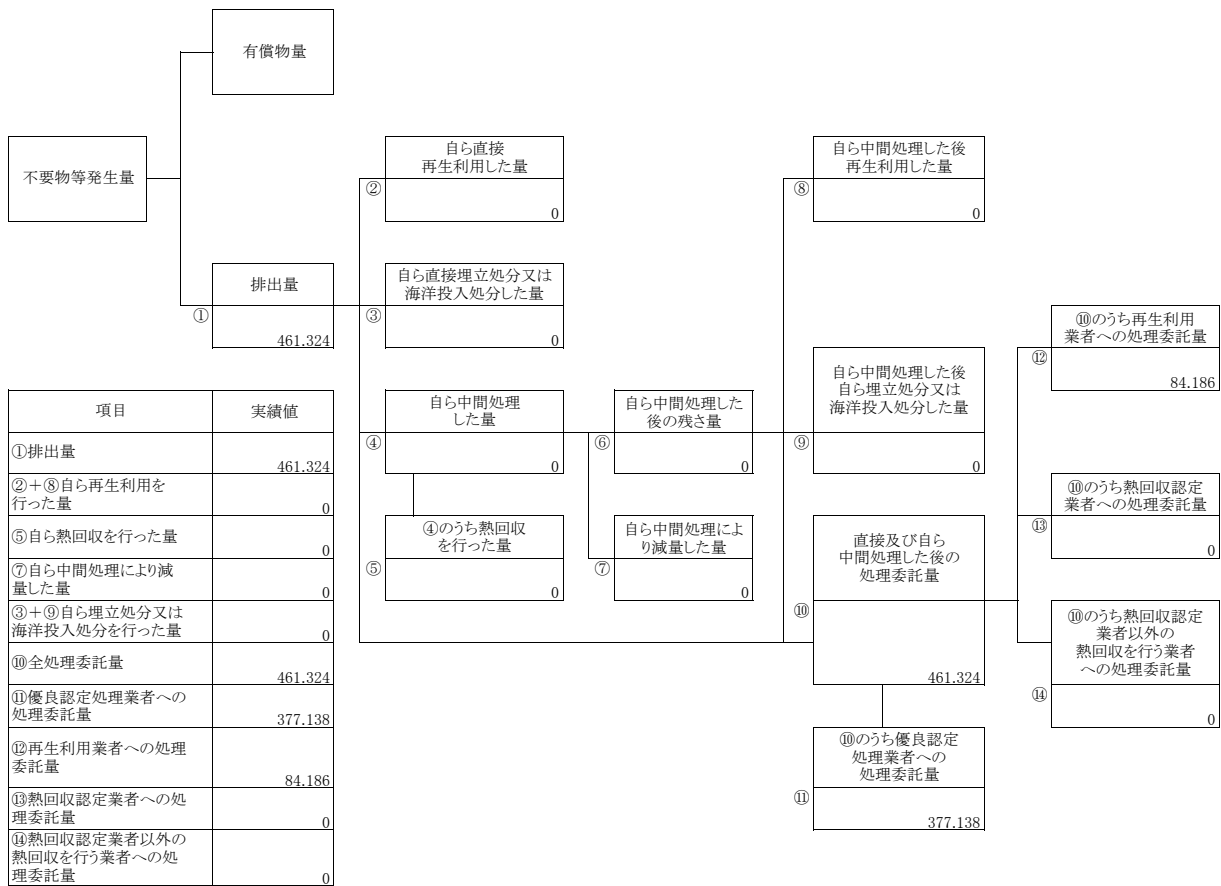 有償物量
不要物等発生量
排出量
①
461.324
自ら直接
再生利用した量
②
0
自ら直接埋立処分又は
海洋投入処分した量
③
0
自ら中間処理
した量
④
0
④のうち熱回収
を行った量
⑤
0
自ら中間処理した
後の残さ量
⑥
0
自ら中間処理によ
り減量した量
⑦
0
自ら中間処理した後
再生利用した量
⑧
0
自ら中間処理した後
自ら埋立処分又は
海洋投入処分した量
⑨
0
直接及び自ら
中間処理した後の
処理委託量
⑩
461.324
⑩のうち優良認定
処理業者への
処理委託量
⑪
377.138
⑩のうち再生利用
業者への処理委託量
⑫
84.186
⑩のうち熱回収認定
業者への処理委託量
⑬
0
⑩のうち熱回収認定
業者以外の
熱回収を行う業者
への処理委託量
⑭
0
項目 実績値
①排出量
461.324
②＋⑧自ら再生利用を
行った量
0
⑤自ら熱回収を行った量
0
⑦自ら中間処理により減
量した量
0
③＋⑨自ら埋立処分又は
海洋投入処分を行った量
0
⑩全処理委託量
461.324
⑪優良認定処理業者への
処理委託量
377.138
⑫再生利用業者への処理
委託量
84.186
⑬熱回収認定業者への処
理委託量
0
⑭熱回収認定業者以外の
熱回収を行う業者への処
理委託量
0